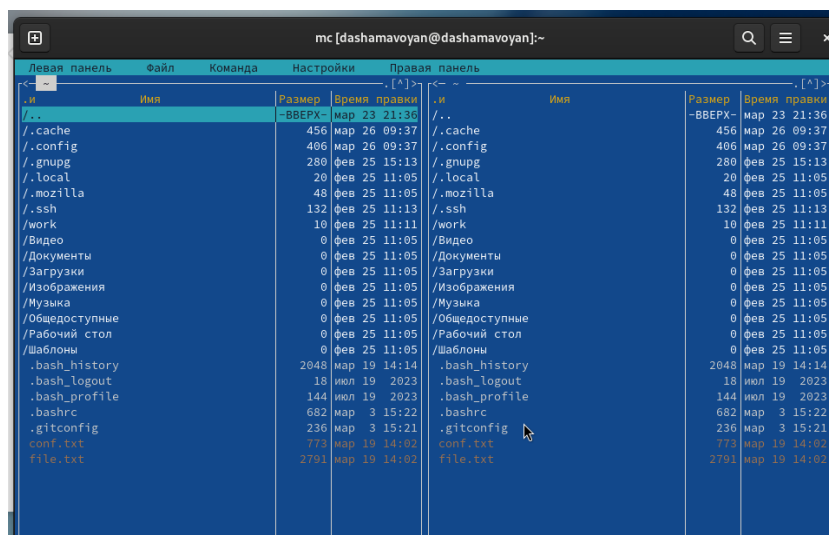 mc [dashamavoyan@dashamavoyan]:~
Левая панель Файл Команда Настройки Правая панель
<— ~ .[^]> <— ~ .[^]>
.и Имя Размер Время правки .и Имя Размер Время правки
/.. -ВВЕРХ- мар 23 21:36 /.. -ВВЕРХ- мар 23 21:36
/.cache 456 мар 26 09:37 /.cache 456 мар 26 09:37
/.config 406 мар 26 09:37 /.config 406 мар 26 09:37
/.gnupg 280 фев 25 15:13 /.gnupg 280 фев 25 15:13
/.local 20 фев 25 11:05 /.local 20 фев 25 11:05
/.mozilla 48 фев 25 11:05 /.mozilla 48 фев 25 11:05
/.ssh 132 фев 25 11:13 /.ssh 132 фев 25 11:13
/work 10 фев 25 11:11 /work 10 фев 25 11:11
/Видео 0 фев 25 11:05 /Видео 0 фев 25 11:05
/Документы 0 фев 25 11:05 /Документы 0 фев 25 11:05
/Загрузки 0 фев 25 11:05 /Загрузки 0 фев 25 11:05
/Изображения 0 фев 25 11:05 /Изображения 0 фев 25 11:05
/Музыка 0 фев 25 11:05 /Музыка 0 фев 25 11:05
/Общедоступные 0 фев 25 11:05 /Общедоступные 0 фев 25 11:05
/Рабочий стол 0 фев 25 11:05 /Рабочий стол 0 фев 25 11:05
/Шаблоны 0 фев 25 11:05 /Шаблоны 0 фев 25 11:05
.bash_history 2048 мар 19 14:14 .bash_history 2048 мар 19 14:14
.bash_logout 18 июл 19 2023 .bash_logout 18 июл 19 2023
.bash_profile 144 июл 19 2023 .bash_profile 144 июл 19 2023
.bashrc 682 мар 3 15:22 .bashrc 682 мар 3 15:22
.gitconfig 236 мар 3 15:21 .gitconfig 236 мар 3 15:21
conf.txt 773 мар 19 14:02 conf.txt 773 мар 19 14:02
file.txt 2791 мар 19 14:02 file.txt 2791 мар 19 14:02